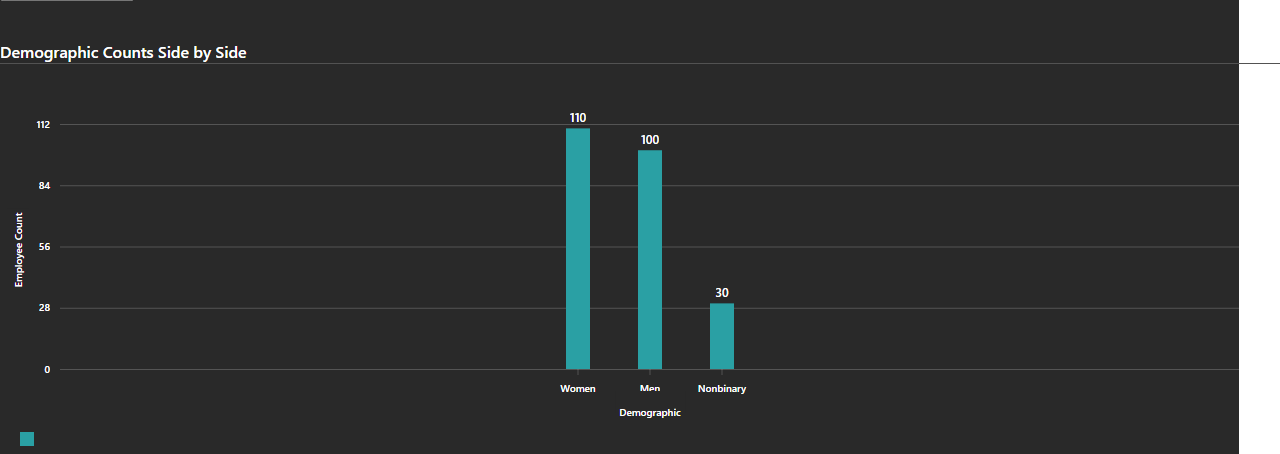 Demographic Counts Side by Side
112
84
56
28
0
Employee Count
110
100
30
Women
Men
Nonbinary
Demographic